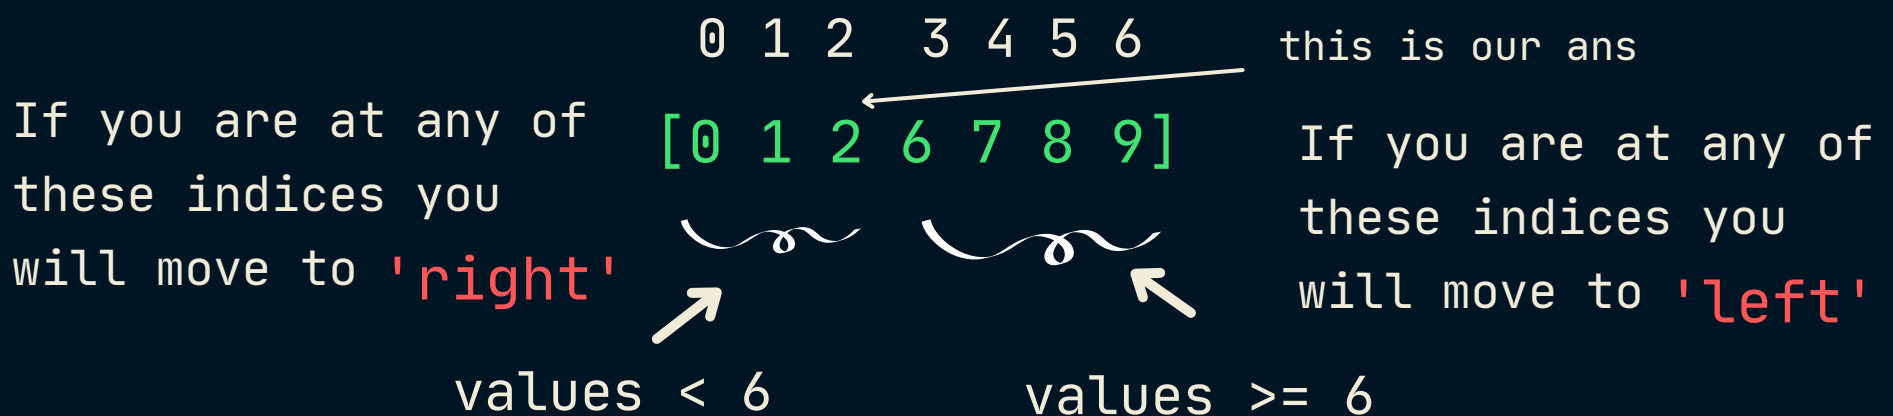 0 1 2 3 4 5 6
this is our ans
[0 1 2 6 7 8 9]
If you are at any of
these indices you
will move to 'right'
If you are at any of
these indices you
will move to 'left'
values < 6
values >= 6